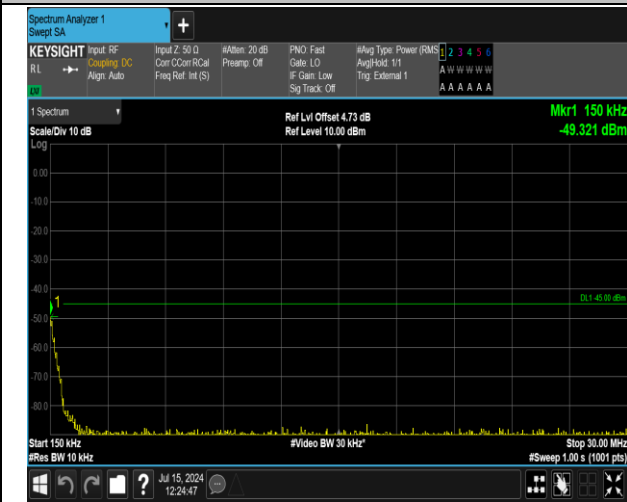 Spectrum Analyzer 1
Swept SA
+
KEYSIGHT Input: RF Input Z: 50 Ω #Atten: 20 dB PNO: Fast #Avg Type: Power (RMS 1 2 3 4 5 6
RL Coupling: DC Corr CCorr RCal Preamp: Off Gate: LO Avg|Hold: 1/1 A W W W W W
Align: Auto Freq Ref: Int (S) IF Gain: Low Trig: External 1
LXI Sig Track: Off A A A A A A
1 Spectrum Ref Lvl Offset 4.73 dB Mkr1 150 kHz
Scale/Div 10 dB Ref Level 10.00 dBm -49.321 dBm
Log
0.00
-10.0
-20.0
-30.0
-40.0
1 DL1 -45.00 dBm
-50.0
-60.0
-70.0
-80.0
Start 150 kHz #Video BW 30 kHz* Stop 30.00 MHz
#Res BW 10 kHz #Sweep 1.00 s (1001 pts)
? Jul 15, 2024
12:24:47